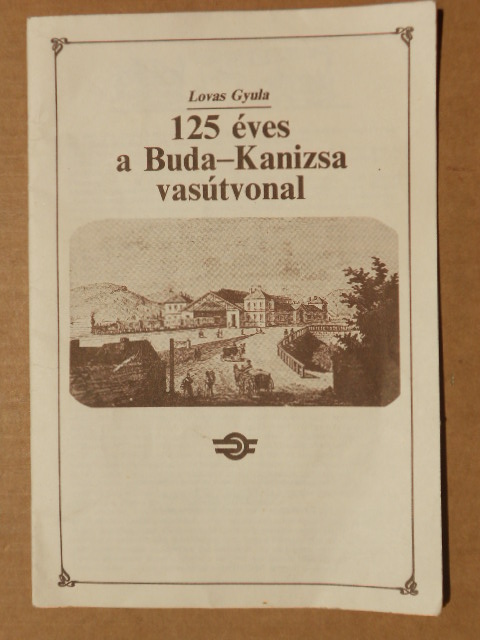 Lovas Gyula
125 éves
a Buda–Kanizsa
vasútvonal